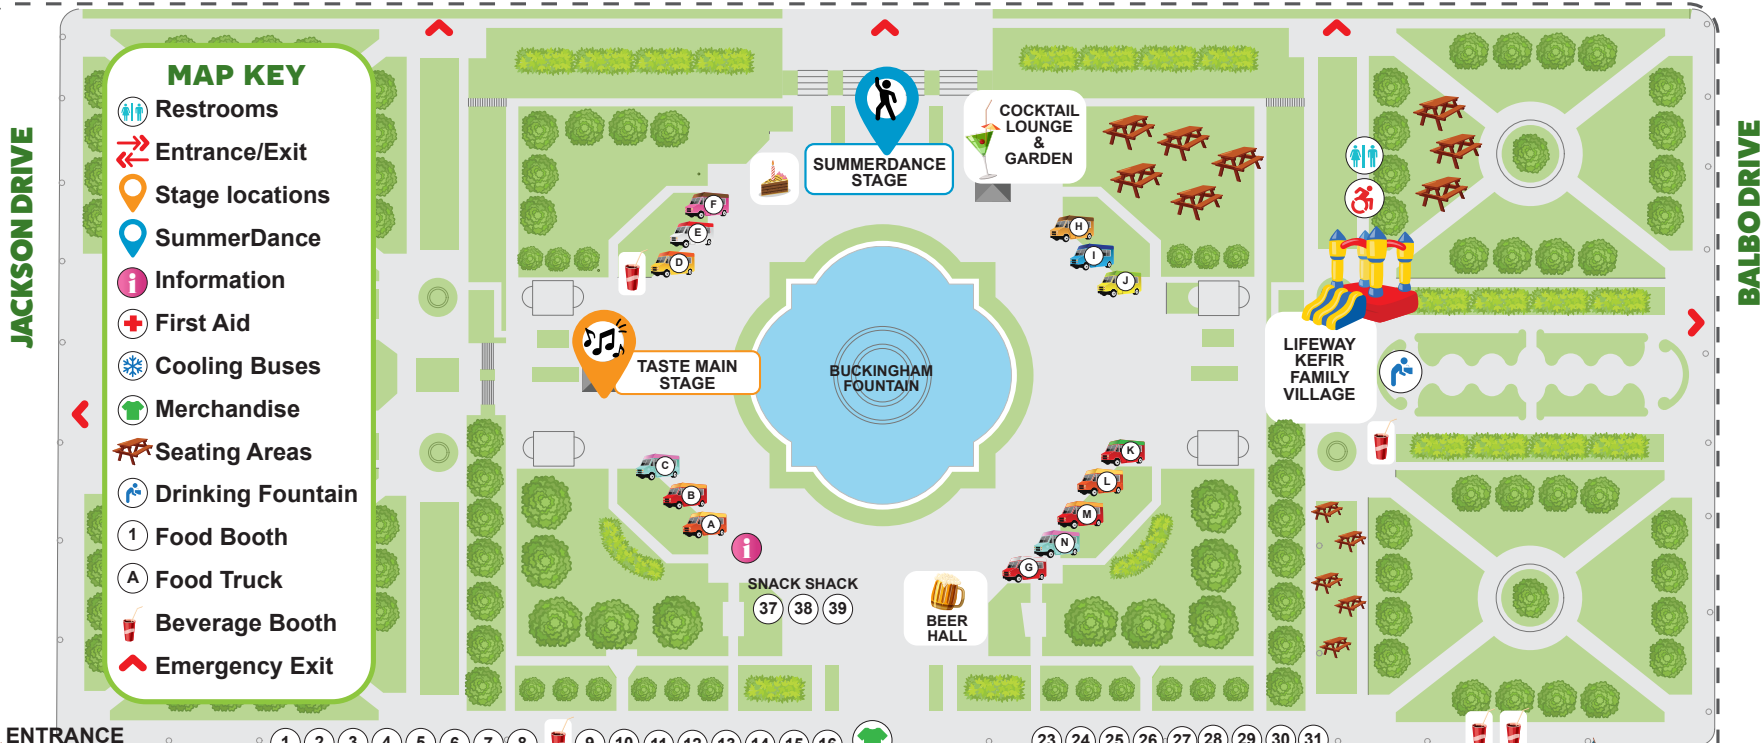 MAP KEY
Restrooms
Entrance/Exit
Stage locations
SummerDance
i Information
First Aid
Cooling Buses
Merchandise
Seating Areas
Drinking Fountain
1 Food Booth
A Food Truck
Beverage Booth
Emergency Exit
JACKSON DRIVE
BALBO DRIVE
SUMMERDANCE
STAGE
COCKTAIL
LOUNGE
&
GARDEN
F
E
D
H
I
J
TASTE MAIN
STAGE
BUCKINGHAM
FOUNTAIN
LIFEWAY
KEFIR
FAMILY
VILLAGE
C
B
A
i
K
L
M
N
G
SNACK SHACK
37 38 39
BEER
HALL
ENTRANCE
1 2 3 4 5 6 7 8 9 10 11 12 13 14 15 16 23 24 25 26 27 28 29 30 31